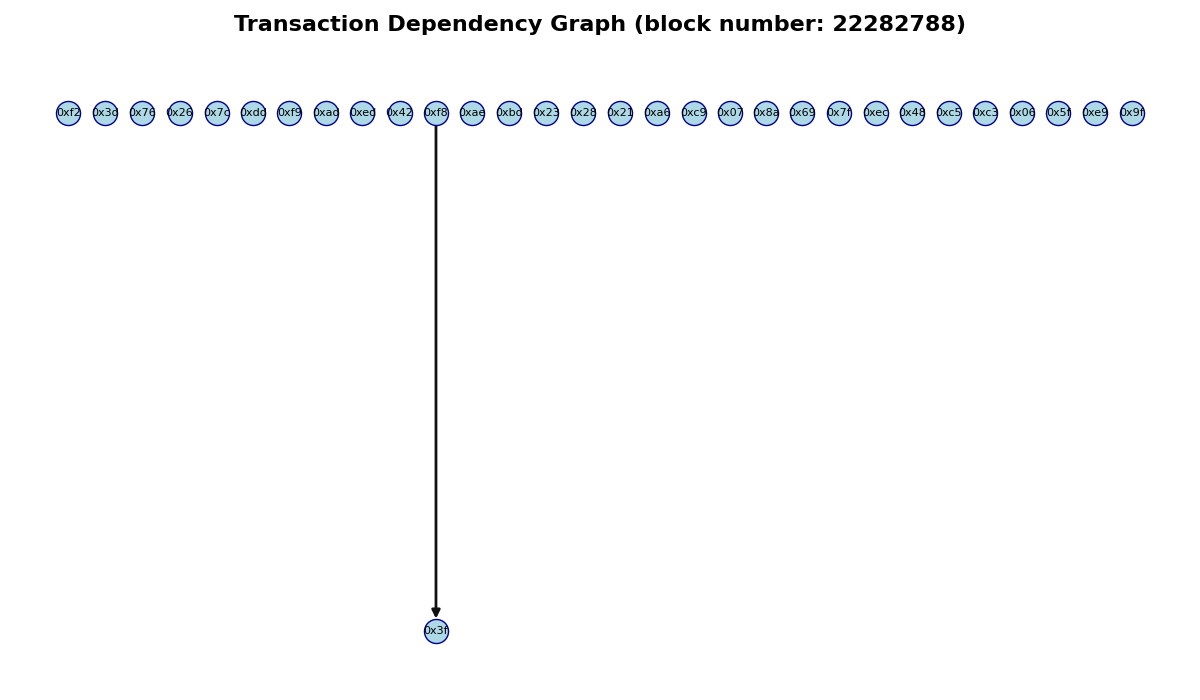 Transaction Dependency Graph (block number: 22282788)
0xf2 0x3d 0x76 0x26 0x7c 0xdd 0xf9 0xad 0xed 0x42 0xf8 0xae 0xbd 0x23 0x28 0x21 0xa6 0xc9 0x07 0x8a 0x69 0x7f 0xec 0x48 0xc5 0xc3 0x06 0x5f 0xe9 0x9f
0x3f